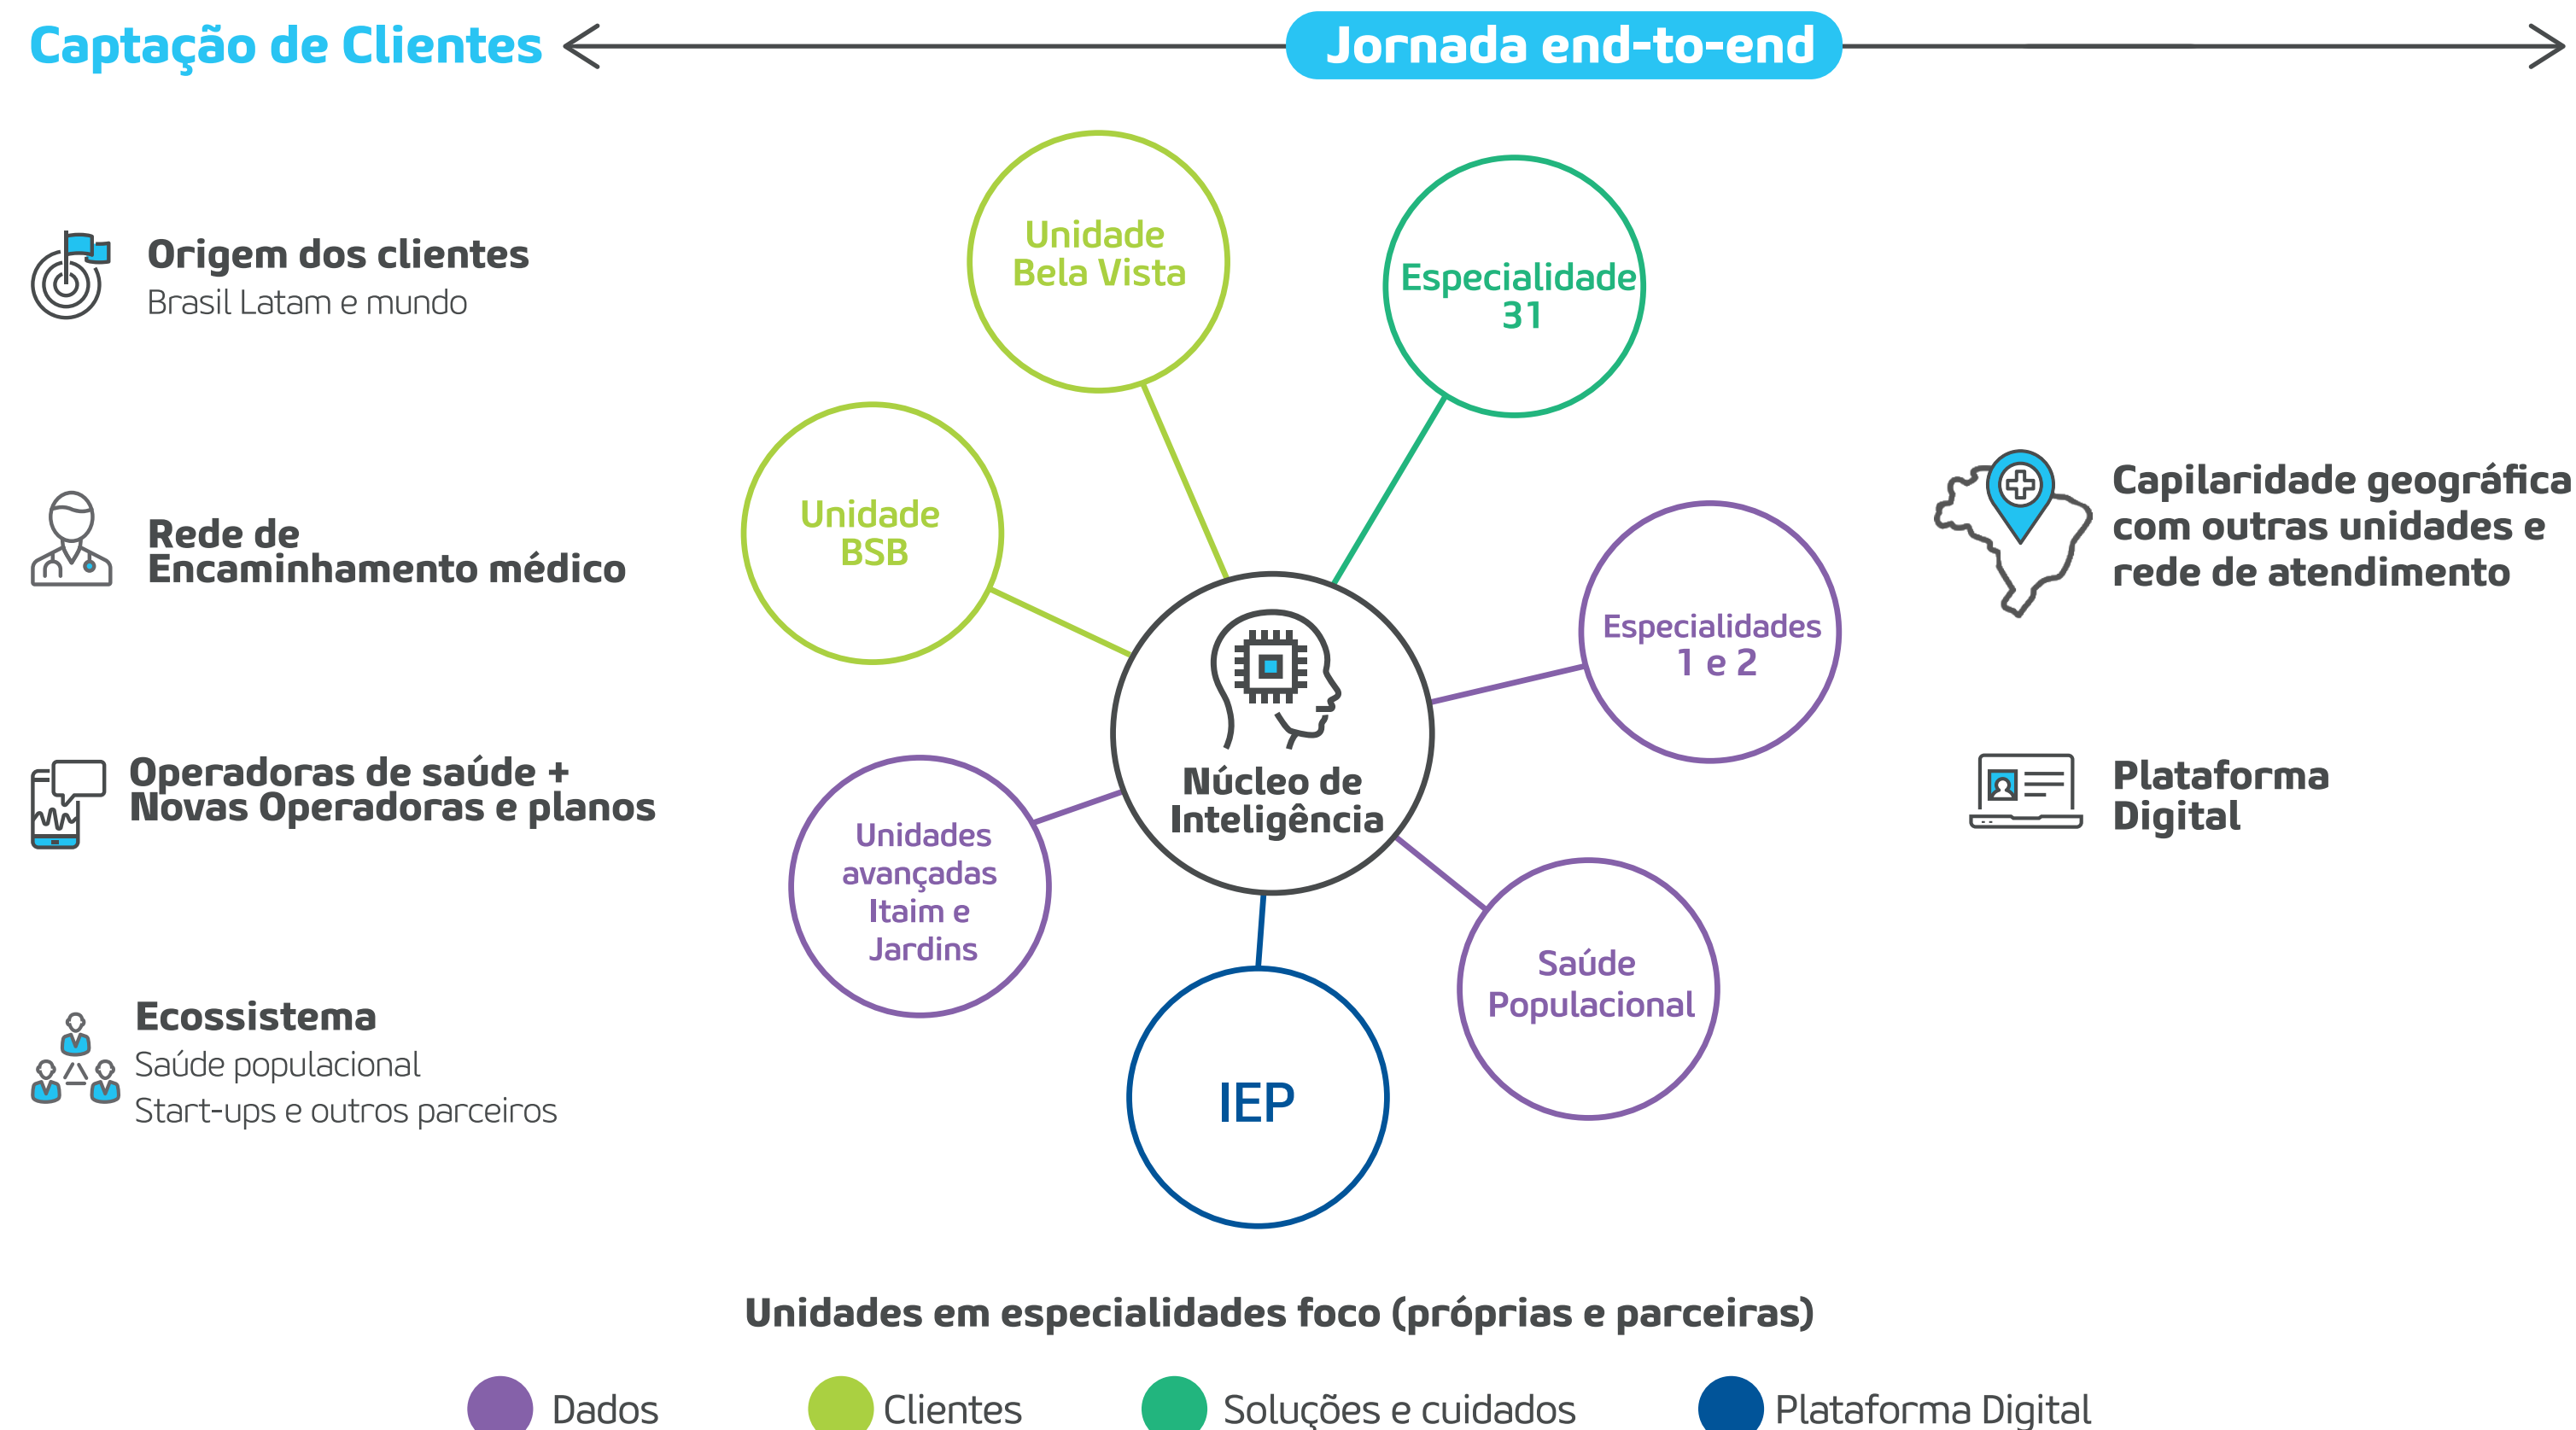 Captação de Clientes
Jornada end-to-end
Origem dos clientes
Brasil Latam e mundo
Rede de
Encaminhamento médico
Operadoras de saúde +
Novas Operadoras e planos
Ecossistema
Saúde populacional
Start-ups e outros parceiros
Unidade
Bela Vista
Especialidade
31
Unidade
BSB
Especialidades
1 e 2
Núcleo de
Inteligência
Unidades
avançadas
Itaim e
Jardins
Saúde
Populacional
IEP
Capilaridade geográfica
com outras unidades e
rede de atendimento
Plataforma
Digital
Unidades em especialidades foco (próprias e parceiras)
Dados
Clientes
Soluções e cuidados
Plataforma Digital